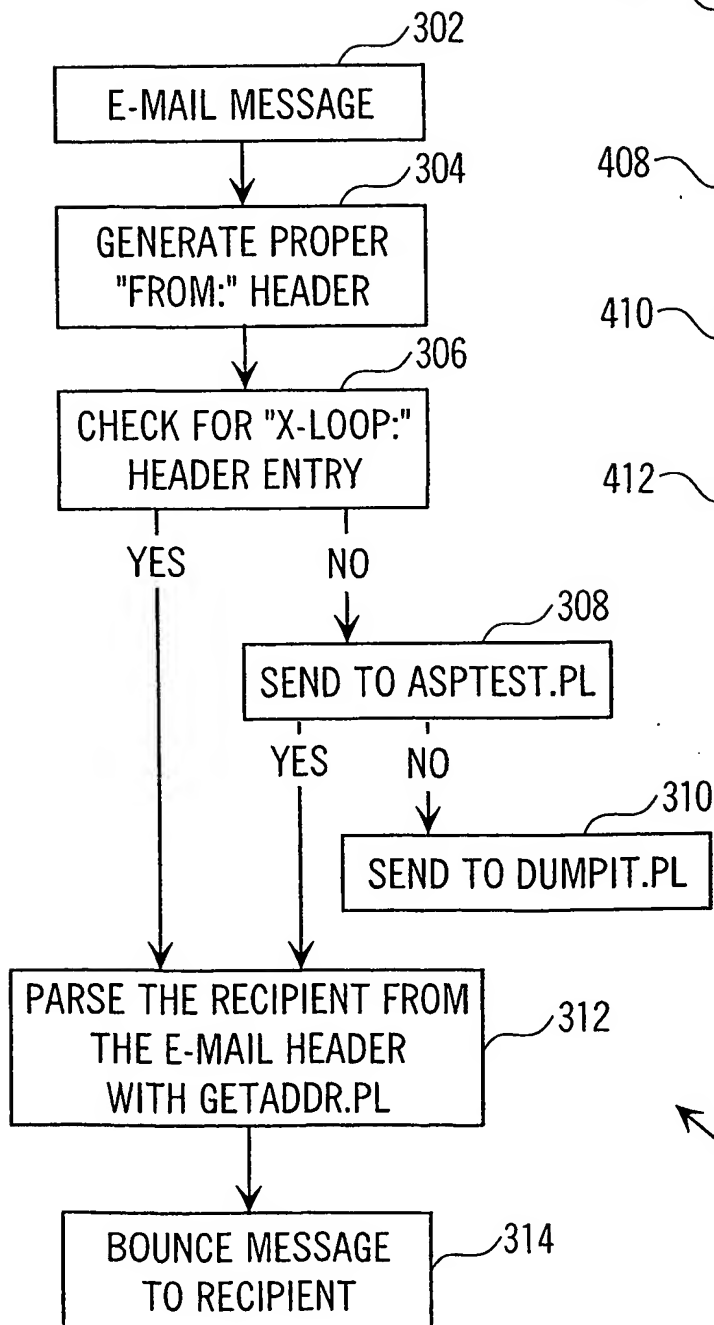 302
E-MAIL MESSAGE
304
408
GENERATE PROPER
"FROM:" HEADER
410
306
CHECK FOR "X-LOOP:"
HEADER ENTRY
412
YES
NO
308
SEND TO ASPTEST.PL
YES
NO
310
SEND TO DUMPIT.PL
PARSE THE RECIPIENT FROM
THE E-MAIL HEADER
WITH GETADDR.PL
312
BOUNCE MESSAGE
TO RECIPIENT
314